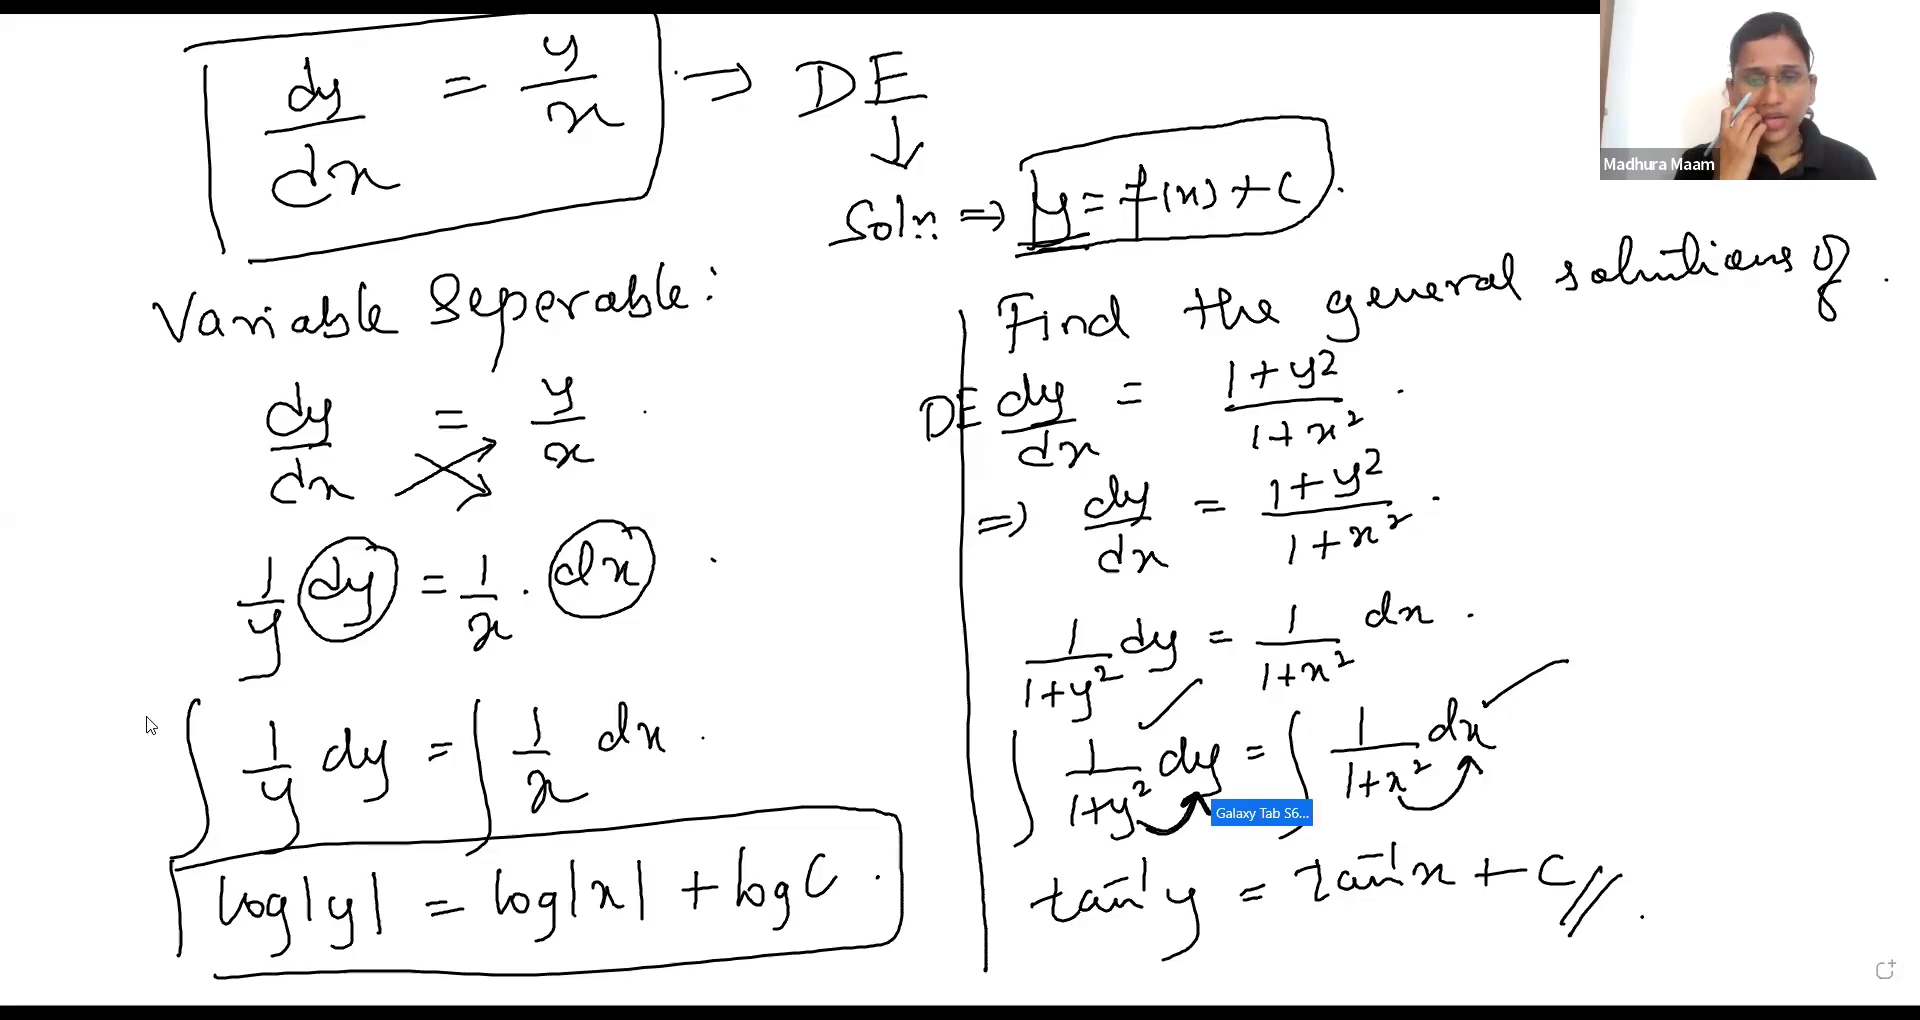 dy/dx = y/x → DE
↓
Soln ⇒ y = f(x) + C
Madhura Maam
Variable Seperable:
dy/dx = y/x
1/y dy = 1/x . dx
∫ 1/y dy = ∫ 1/x dx
log|y| = log|x| + log C
Find the general solutions of
DE dy/dx = 1+y²/1+x²
⇒ dy/dx = 1+y²/1+x²
1/1+y² dy = 1/1+x² dx
∫ 1/1+y² dy = ∫ 1/1+x² dx
Galaxy Tab S6...
tan⁻¹y = tan⁻¹x + C //